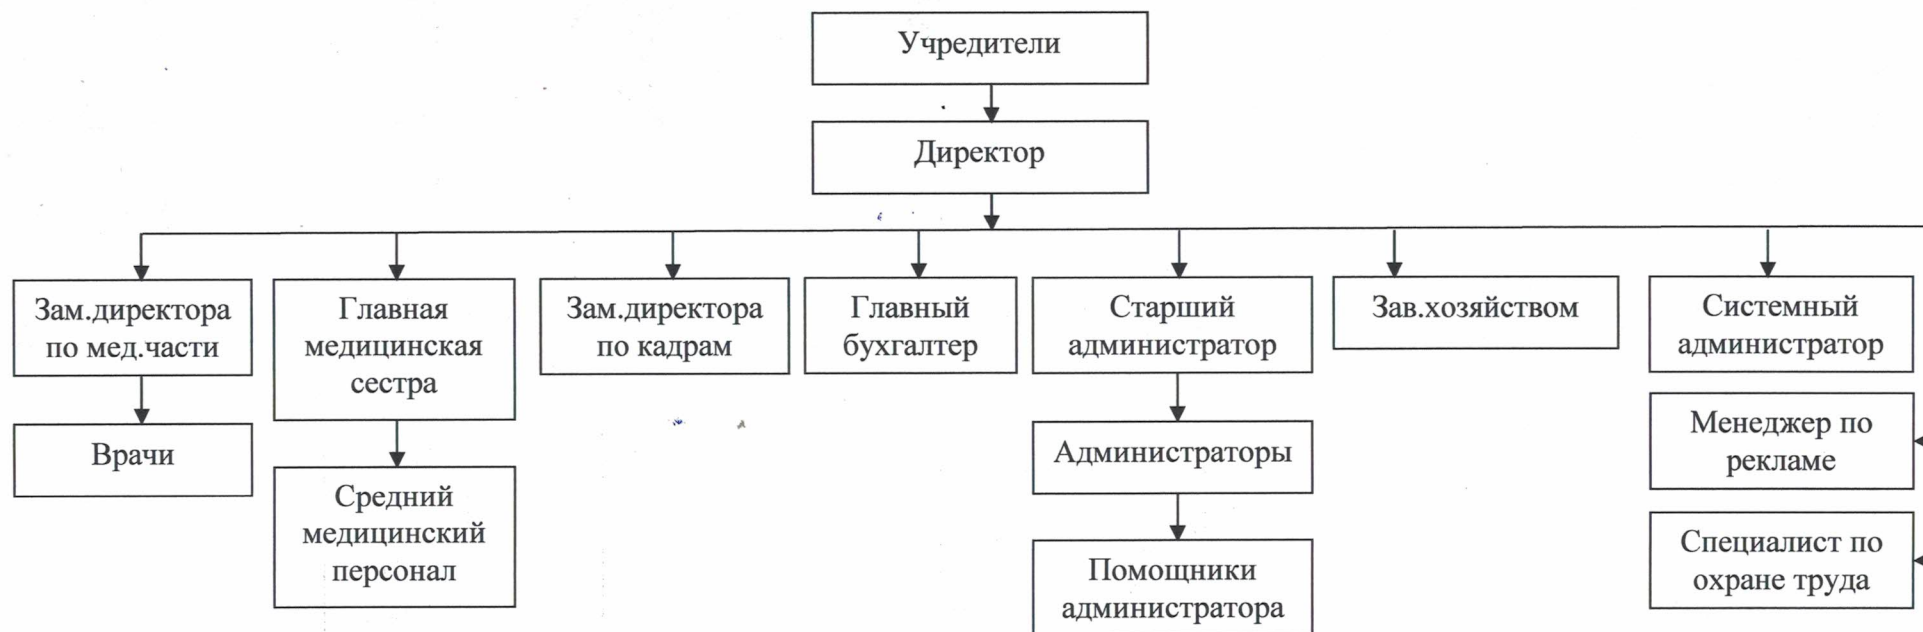 Учредители
Директор
Зам.директора
по мед.части
Главная
медицинская
сестра
Зам.директора
по кадрам
Главный
бухгалтер
Старший
администратор
Зав.хозяйством
Системный
администратор
Врачи
Средний
медицинский
персонал
Администраторы
Помощники
администратора
Менеджер по
рекламе
Специалист по
охране труда